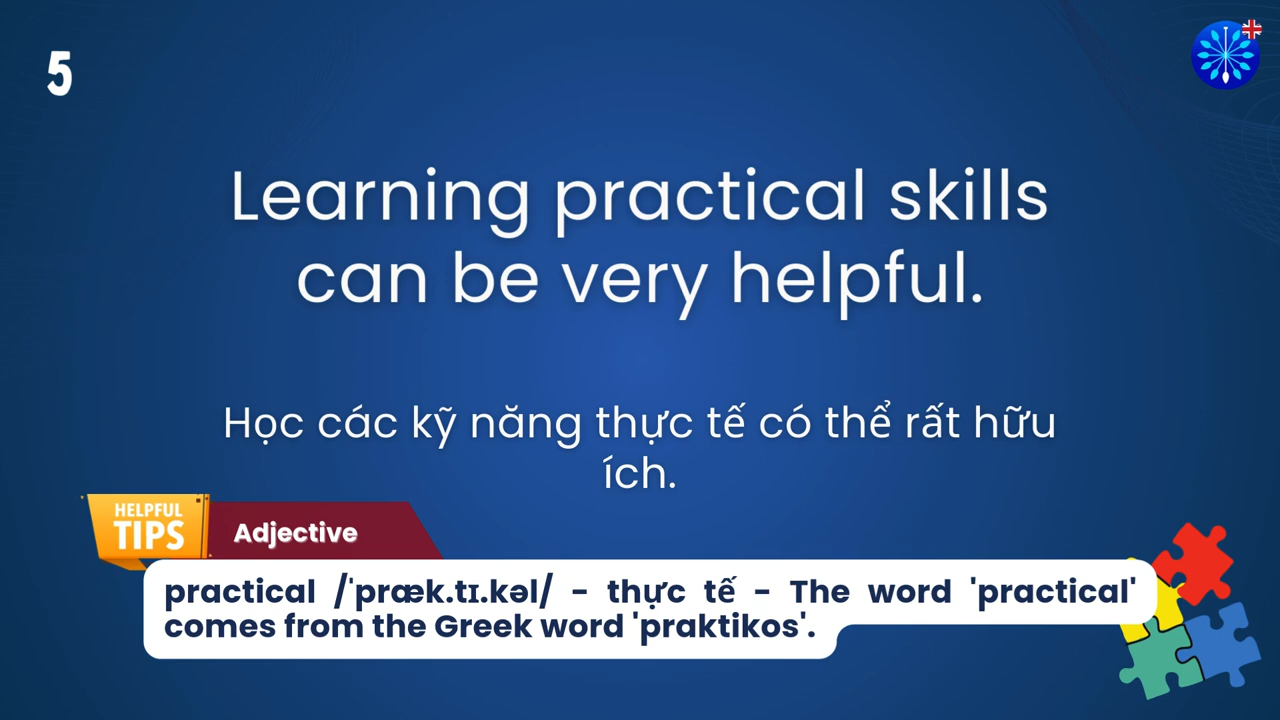 5
Learning practical skills
can be very helpful.
Học các kỹ năng thực tế có thể rất hữu
ích.
HELPFUL
TIPS
Adjective
practical /ˈpræk.tɪ.kəl/ - thực tế - The word 'practical'
comes from the Greek word 'praktikos'.